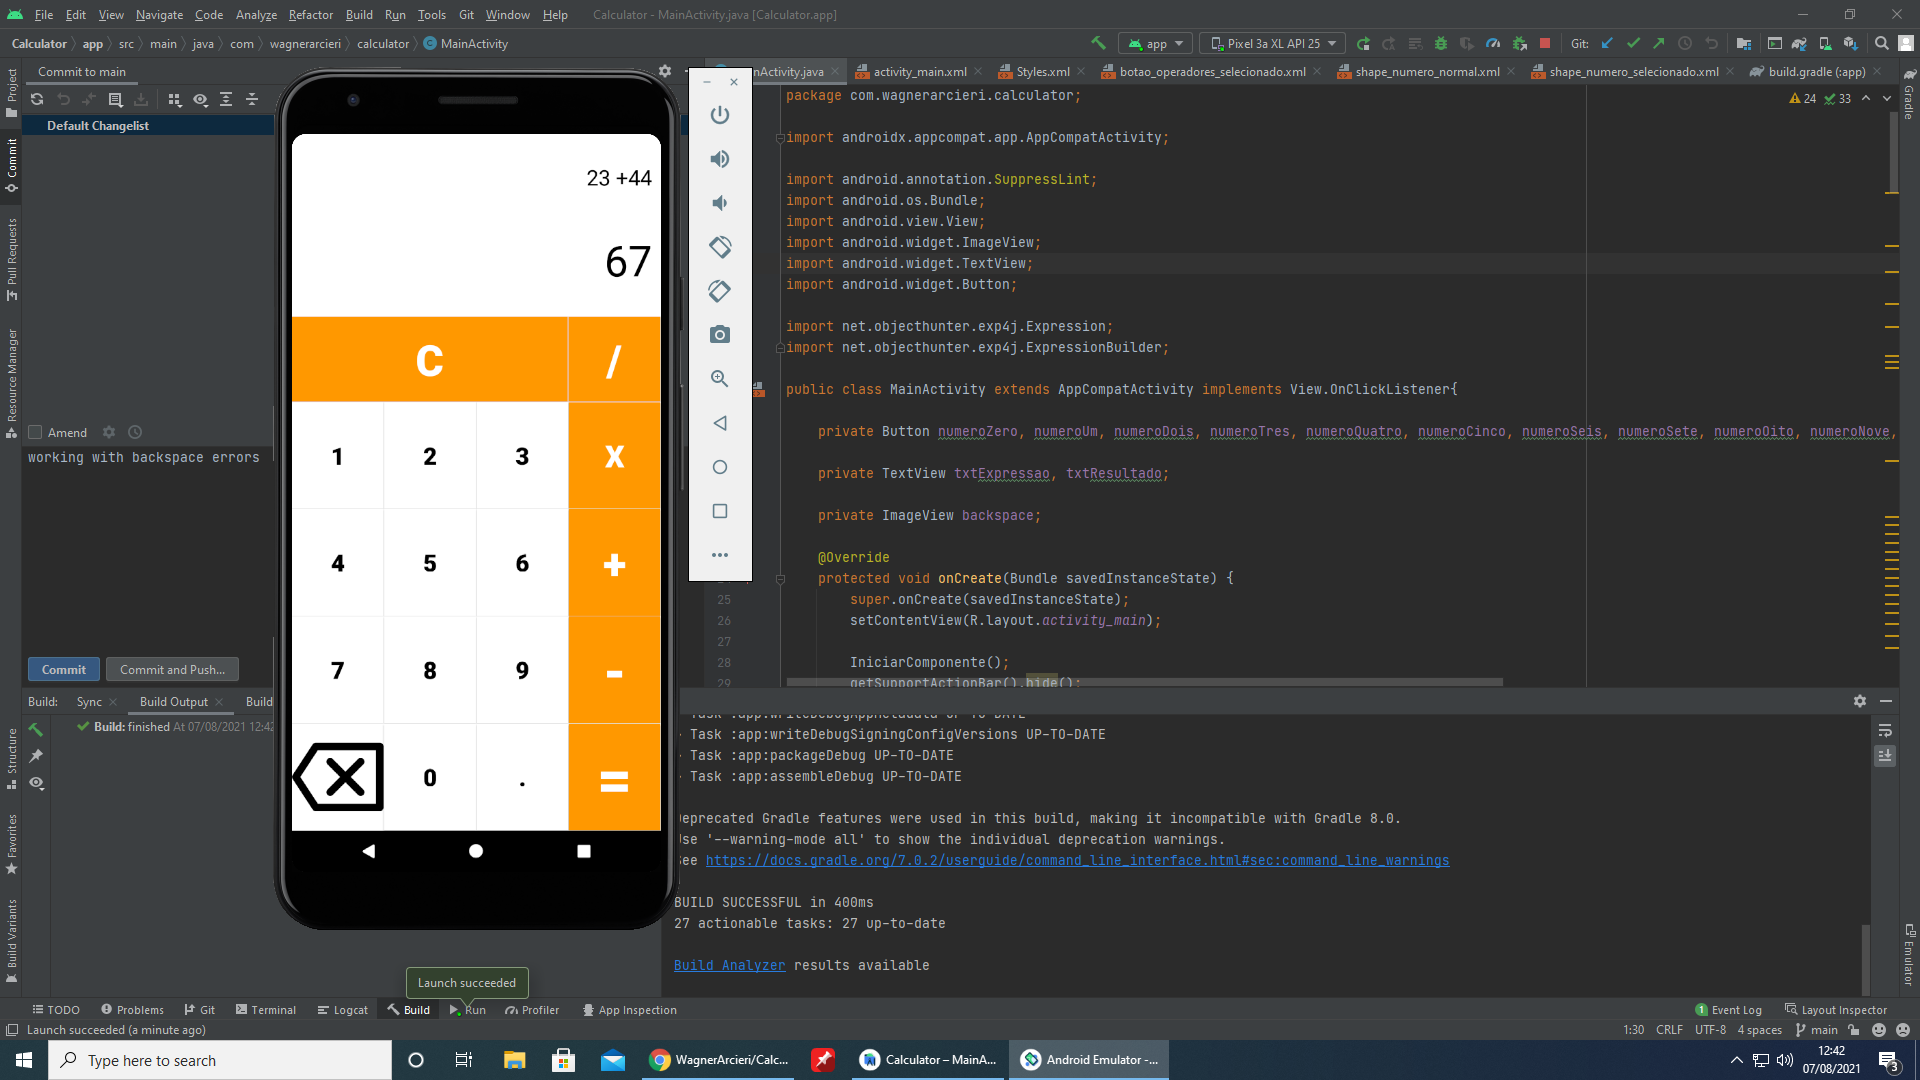 File Edit View Navigate Code Analyze Refactor Build Run Tools Git Window Help Calculator - MainActivity.java [Calculator.app]
Calculator app src main java com wagnerarcieri calculator MainActivity
app Pixel 3a XL API 25 Git:
Commit to main
nActivity.java activity_main.xml Styles.xml botao_operadores_selecionado.xml shape_numero_normal.xml shape_numero_selecionado.xml build.gradle (:app)
Project
Commit
Pull Requests
Resource Manager
Structure
Favorites
Build Variants
Gradle
Emulator
Default Changelist
Amend
working with backspace errors
Commit Commit and Push...
23 +44
67
C /
1 2 3 X
4 5 6 +
7 8 9 -
0 . =
24 33
package com.wagnerarcieri.calculator;
import androidx.appcompat.app.AppCompatActivity;
import android.annotation.SuppressLint;
import android.os.Bundle;
import android.view.View;
import android.widget.ImageView;
import android.widget.TextView;
import android.widget.Button;
import net.objecthunter.exp4j.Expression;
import net.objecthunter.exp4j.ExpressionBuilder;
public class MainActivity extends AppCompatActivity implements View.OnClickListener{
private Button numeroZero, numeroUm, numeroDois, numeroTres, numeroQuatro, numeroCinco, numeroSeis, numeroSete, numeroOito, numeroNove,
private TextView txtExpressao, txtResultado;
private ImageView backspace;
@Override
protected void onCreate(Bundle savedInstanceState) {
25 super.onCreate(savedInstanceState);
26 setContentView(R.layout.activity_main);
27
28 IniciarComponente();
29 getSupportActionBar().hide();
Build: Sync Build Output Build
Build: finished At 07/08/2021 12:42
Task :app:writeDebugAppMetadata UP-TO-DATE
Task :app:writeDebugSigningConfigVersions UP-TO-DATE
Task :app:packageDebug UP-TO-DATE
Task :app:assembleDebug UP-TO-DATE
eprecated Gradle features were used in this build, making it incompatible with Gradle 8.0.
se '--warning-mode all' to show the individual deprecation warnings.
See https://docs.gradle.org/7.0.2/userguide/command_line_interface.html#sec:command_line_warnings
BUILD SUCCESSFUL in 400ms
27 actionable tasks: 27 up-to-date
Build Analyzer results available
Launch succeeded
TODO Problems Git Terminal Logcat Build Run Profiler App Inspection 1 Event Log Layout Inspector
Launch succeeded (a minute ago) 1:30 CRLF UTF-8 4 spaces main
Type here to search WagnerArcieri/Calc... Calculator – MainA... Android Emulator -... 12:42
07/08/2021 3